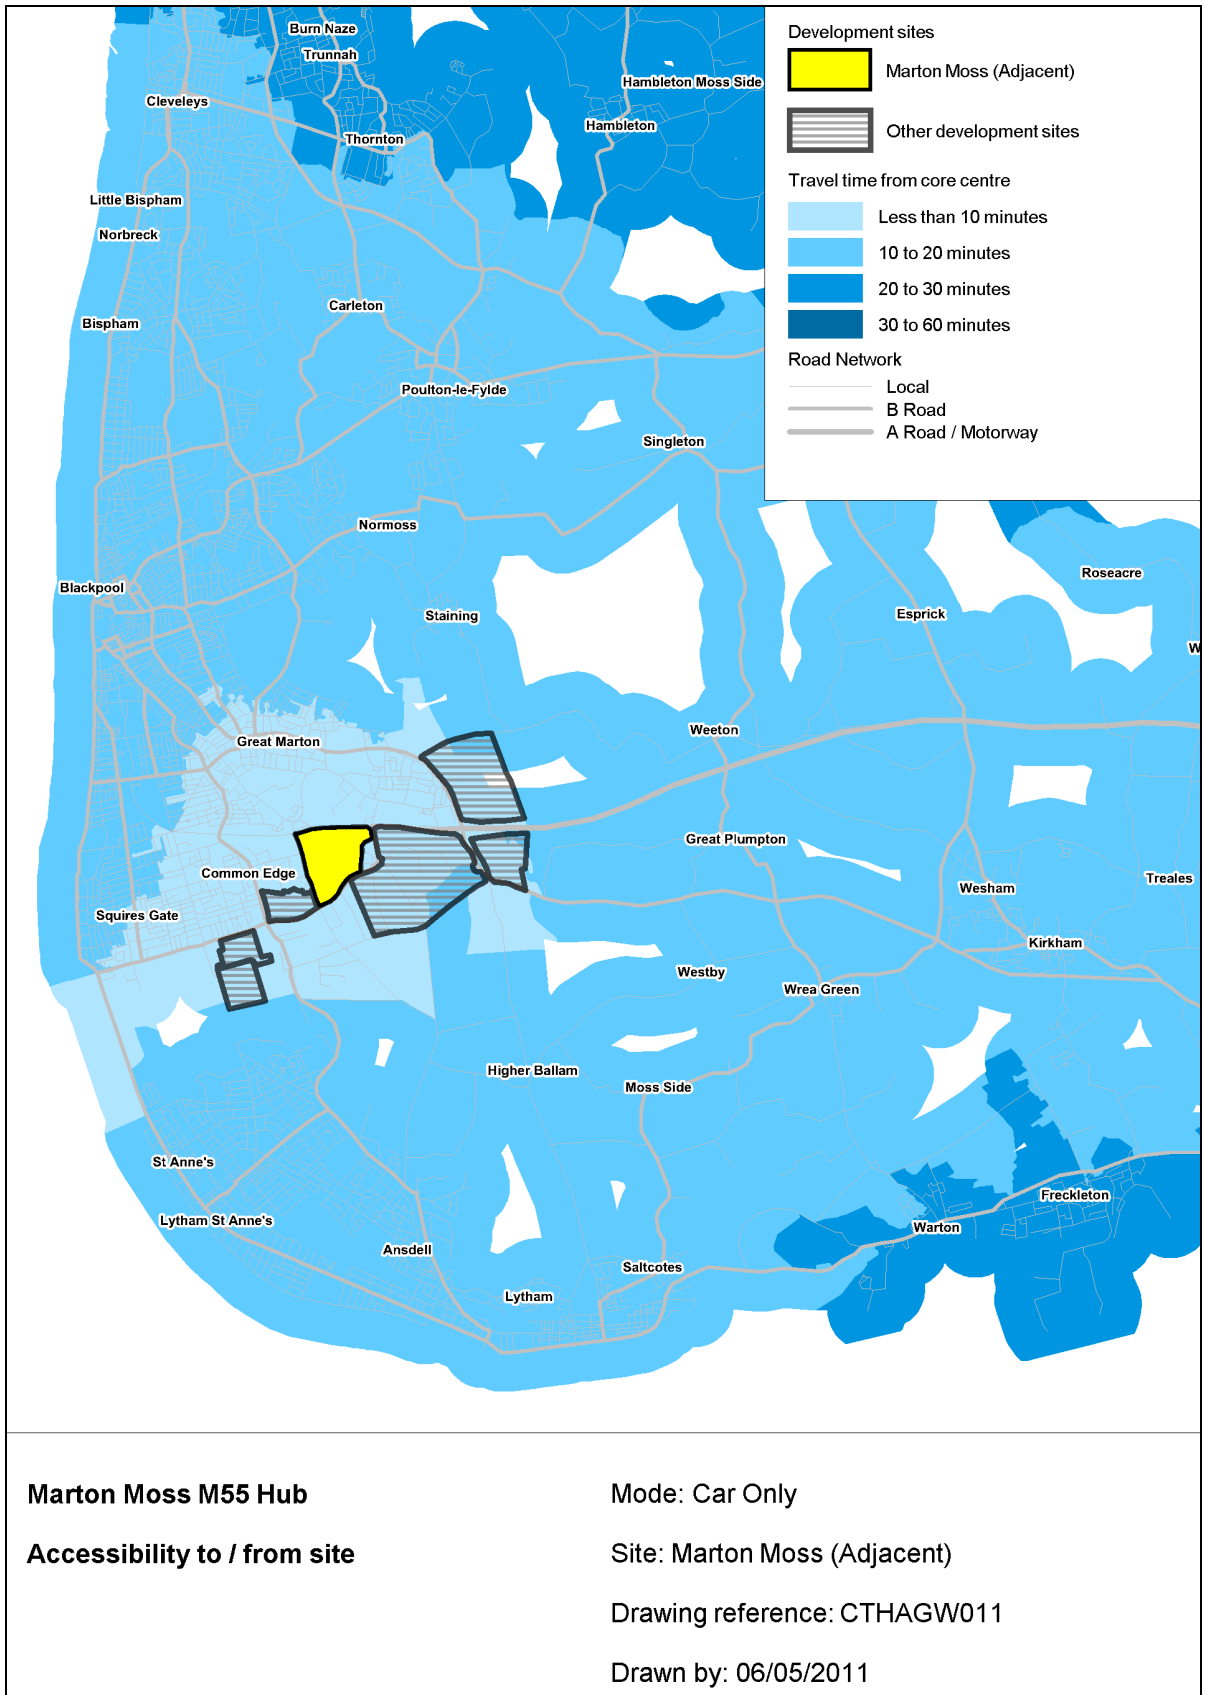 Burn Naze
Trunnah
Hambleton Moss Side
Cleveleys
Hambleton
Thornton
Little Bispham
Norbreck
Carleton
Bispham
Poulton-le-Fylde
Singleton
Normoss
Roseacre
Blackpool
Staining
Esprick
W
Weeton
Great Marton
Great Plumpton
Common Edge
Treales
Wesham
Squires Gate
Kirkham
Westby
Wrea Green
Higher Ballam
Moss Side
St Anne's
Freckleton
Lytham St Anne's
Warton
Ansdell
Saltcotes
Lytham
Development sites
Marton Moss (Adjacent)
Other development sites
Travel time from core centre
Less than 10 minutes
10 to 20 minutes
20 to 30 minutes
30 to 60 minutes
Road Network
Local
B Road
A Road / Motorway
Marton Moss M55 Hub
Accessibility to / from site
Mode: Car Only
Site: Marton Moss (Adjacent)
Drawing reference: CTHAGW011
Drawn by: 06/05/2011